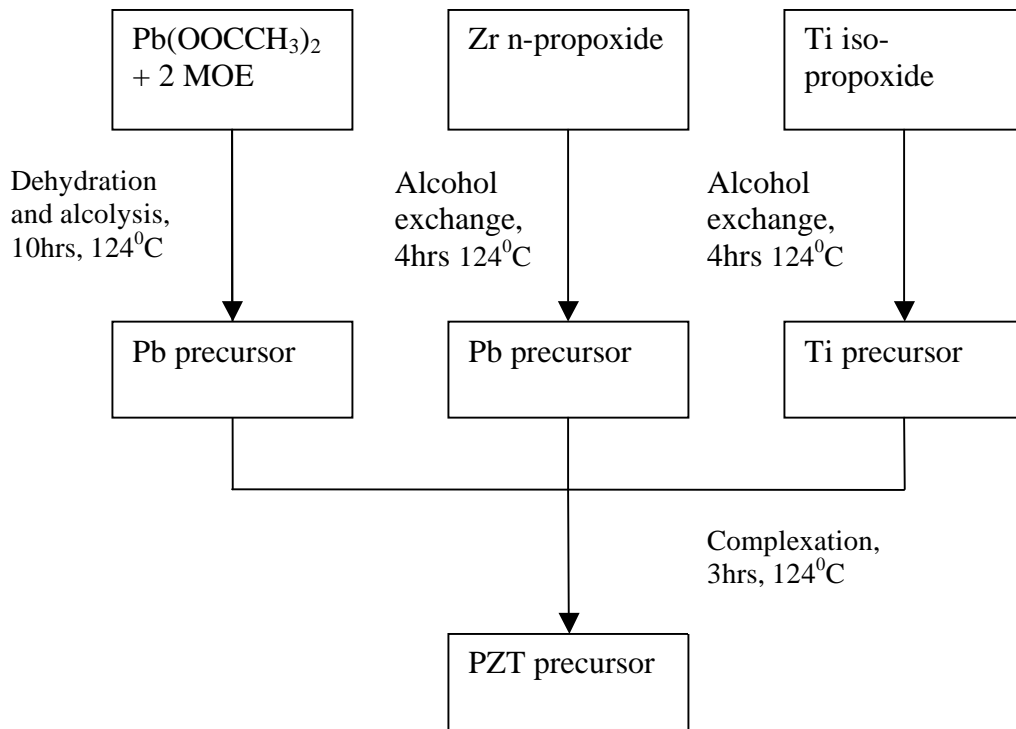 Pb(OOCCH₃)₂
+ 2 MOE
Zr n-propoxide
Ti iso-
propoxide
Dehydration
and alcolysis,
10hrs, 124⁰C
Alcohol
exchange,
4hrs 124⁰C
Alcohol
exchange,
4hrs 124⁰C
Pb precursor
Pb precursor
Ti precursor
Complexation,
3hrs, 124⁰C
PZT precursor